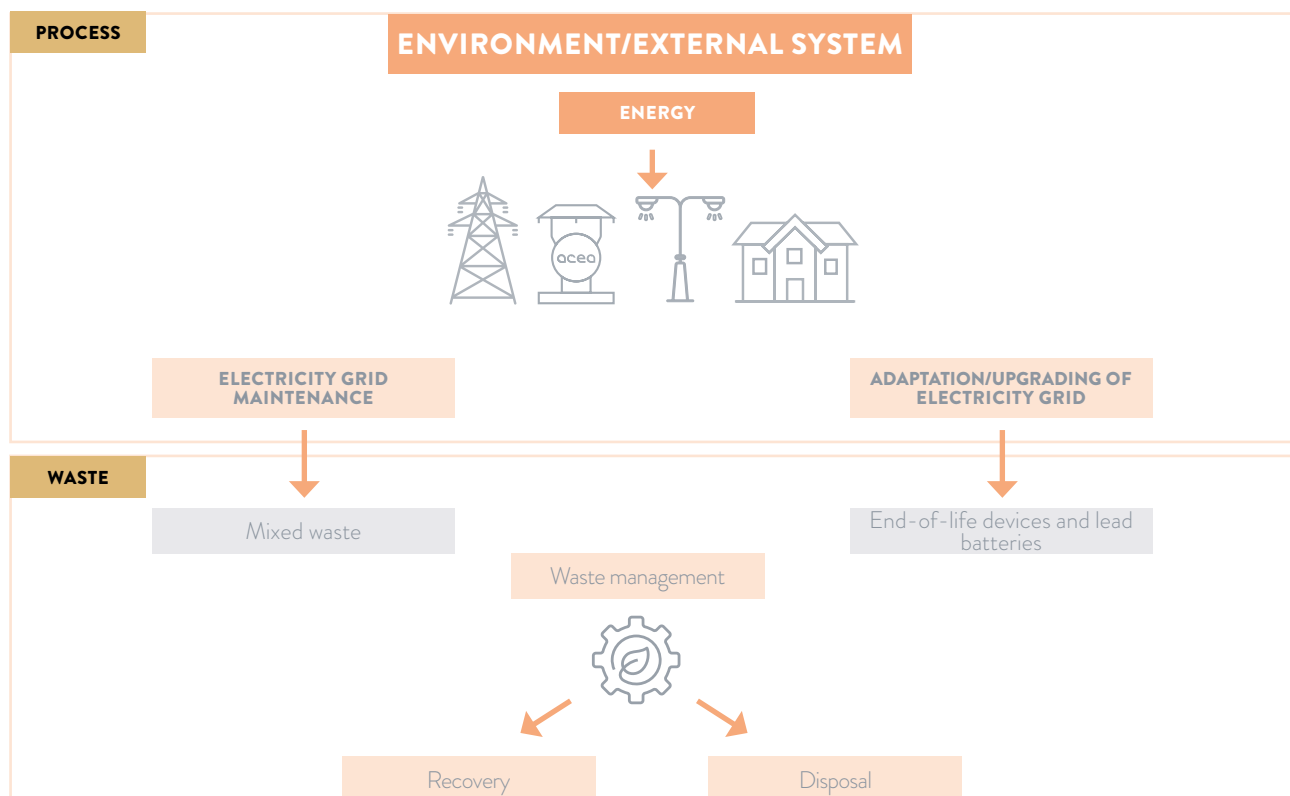 PROCESS
ENVIRONMENT/EXTERNAL SYSTEM
ENERGY
acea
ELECTRICITY GRID
MAINTENANCE
ADAPTATION/UPGRADING OF
ELECTRICITY GRID
WASTE
Mixed waste
End-of-life devices and lead
batteries
Waste management
Recovery
Disposal